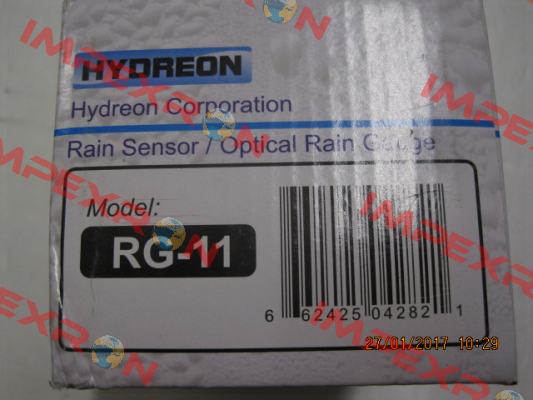 HYDREON
Hydreon Corporation
Rain Sensor / Optical Rain Gauge
Model:
RG-11
6 62425 04282 1
27/01/2017 10:29
IMPEXRON